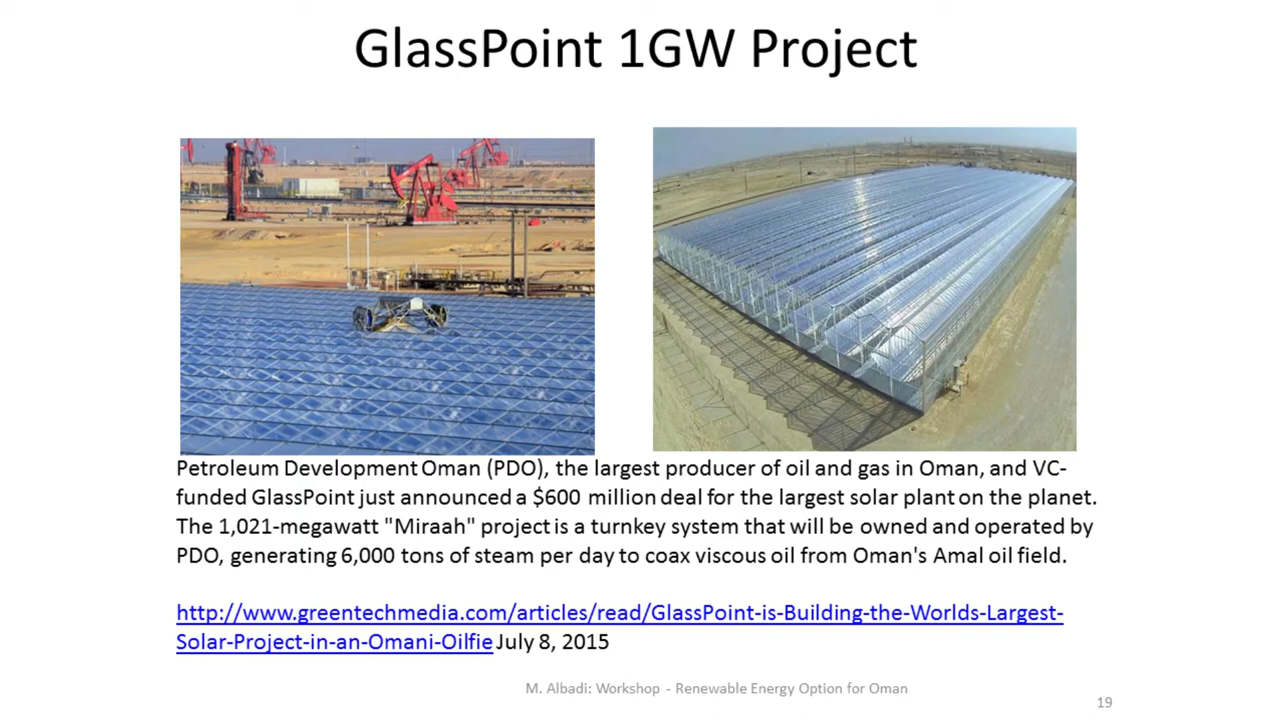 GlassPoint 1GW Project
Petroleum Development Oman (PDO), the largest producer of oil and gas in Oman, and VC-
funded GlassPoint just announced a $600 million deal for the largest solar plant on the planet.
The 1,021-megawatt "Miraah" project is a turnkey system that will be owned and operated by
PDO, generating 6,000 tons of steam per day to coax viscous oil from Oman's Amal oil field.
http://www.greentechmedia.com/articles/read/GlassPoint-is-Building-the-Worlds-Largest-
Solar-Project-in-an-Omani-Oilfie July 8, 2015
M. Albadi: Workshop - Renewable Energy Option for Oman
19